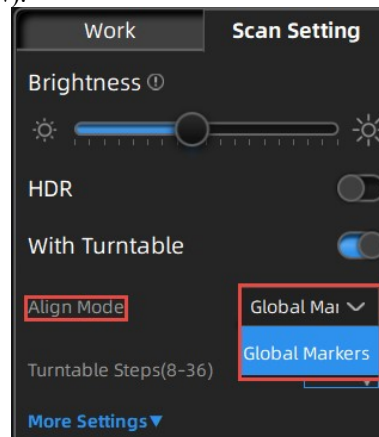 Work Scan Setting
Brightness
HDR
With Turntable
Align Mode Global Mar
Global Markers
Turntable Steps(8-36)
More Settings▼